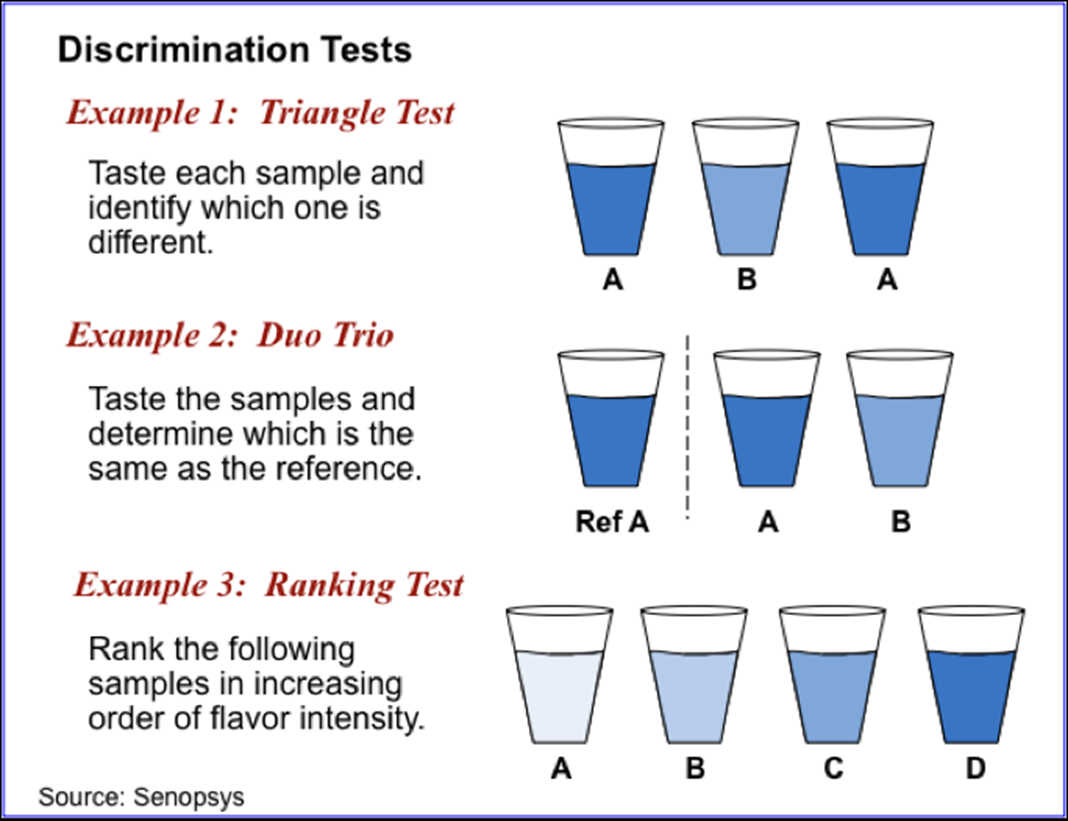 Discrimination Tests
Example 1: Triangle Test
Taste each sample and
identify which one is
different.
A B A
Example 2: Duo Trio
Taste the samples and
determine which is the
same as the reference.
Ref A A B
Example 3: Ranking Test
Rank the following
samples in increasing
order of flavor intensity.
A B C D
Source: Senopsys